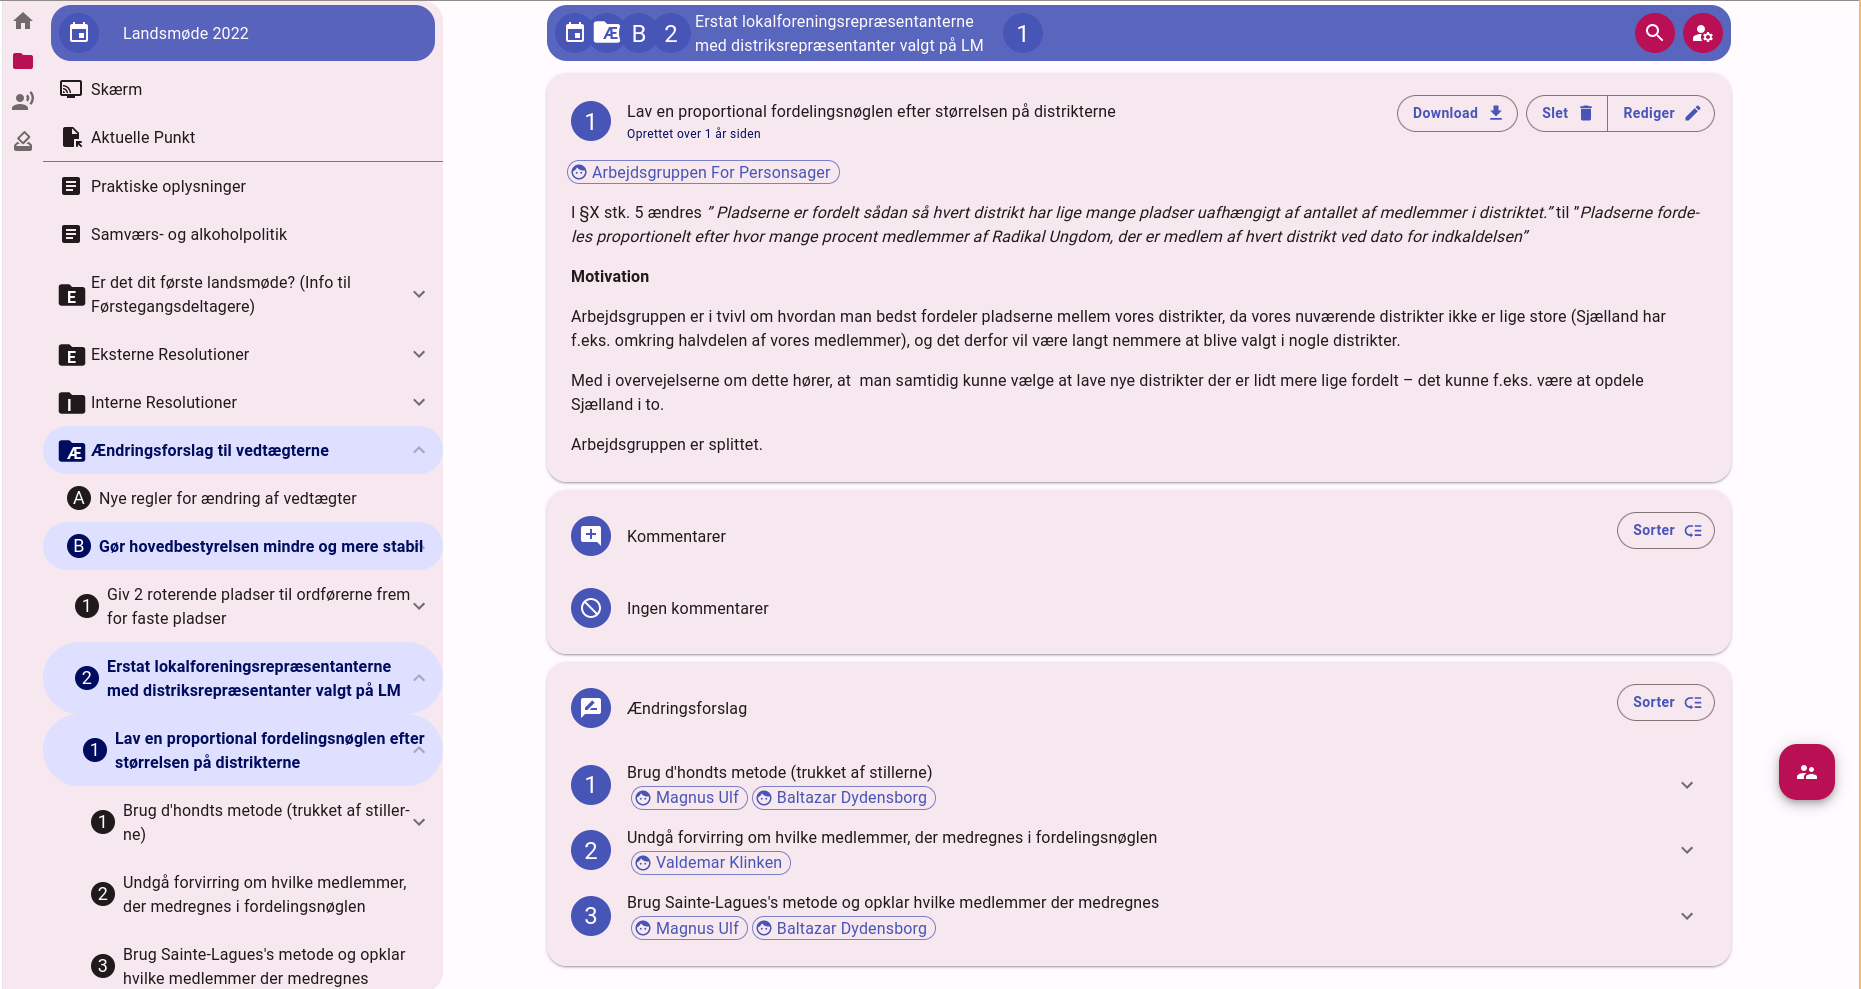 Landsmøde 2022
Skærm
Aktuelle Punkt
Praktiske oplysninger
Samværs- og alkoholpolitik
E
Er det dit første landsmøde? (Info til
Førstegangsdeltagere)
E
Eksterne Resolutioner
I
Interne Resolutioner
Æ
Ændringsforslag til vedtægterne
A
Nye regler for ændring af vedtægter
B
Gør hovedbestyrelsen mindre og mere stabil
1
Giv 2 roterende pladser til ordførerne frem
for faste pladser
2
Erstat lokalforeningsrepræsentanterne
med distriksrepræsentanter valgt på LM
1
Lav en proportional fordelingsnøglen efter
størrelsen på distrikterne
1
Brug d'hondts metode (trukket af stiller-
ne)
2
Undgå forvirring om hvilke medlemmer,
der medregnes i fordelingsnøglen
3
Brug Sainte-Lagues's metode og opklar
hvilke medlemmer der medregnes
Æ B 2
Erstat lokalforeningsrepræsentanterne
med distriksrepræsentanter valgt på LM
1
1
Lav en proportional fordelingsnøglen efter størrelsen på distrikterne
Oprettet over 1 år siden
Download
Slet
Rediger
Arbejdsgruppen For Personsager
I §X stk. 5 ændres ” Pladserne er fordelt sådan så hvert distrikt har lige mange pladser uafhængigt af antallet af medlemmer i distriktet.” til ”Pladserne forde-
les proportionelt efter hvor mange procent medlemmer af Radikal Ungdom, der er medlem af hvert distrikt ved dato for indkaldelsen”
Motivation
Arbejdsgruppen er i tvivl om hvordan man bedst fordeler pladserne mellem vores distrikter, da vores nuværende distrikter ikke er lige store (Sjælland har
f.eks. omkring halvdelen af vores medlemmer), og det derfor vil være langt nemmere at blive valgt i nogle distrikter.
Med i overvejelserne om dette hører, at  man samtidig kunne vælge at lave nye distrikter der er lidt mere lige fordelt – det kunne f.eks. være at opdele
Sjælland i to.
Arbejdsgruppen er splittet.
Kommentarer
Sorter
Ingen kommentarer
Ændringsforslag
Sorter
1
Brug d'hondts metode (trukket af stillerne)
Magnus Ulf Baltazar Dydensborg
2
Undgå forvirring om hvilke medlemmer, der medregnes i fordelingsnøglen
Valdemar Klinken
3
Brug Sainte-Lagues's metode og opklar hvilke medlemmer der medregnes
Magnus Ulf Baltazar Dydensborg